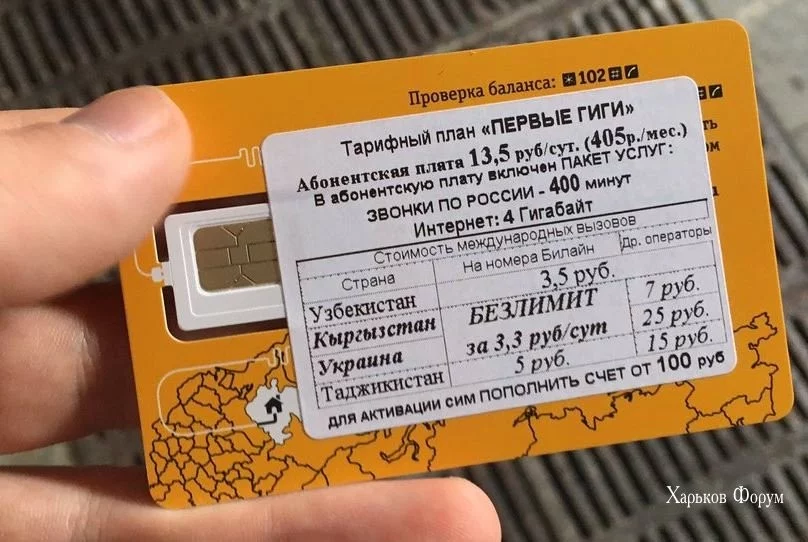 Проверка баланса: *102#
Тарифный план «ПЕРВЫЕ ГИГИ»
Абонентская плата 13,5 руб/сут. (405р./мес.)
В абонентскую плату включен ПАКЕТ УСЛУГ:
ЗВОНКИ ПО РОССИИ - 400 минут
Интернет: 4 Гигабайт
Стоимость международных вызовов
Страна На номера Билайн Др. операторы
Узбекистан 3,5 руб.
Кыргызстан БЕЗЛИМИТ 7 руб.
Украина за 3,3 руб/сут 25 руб.
Таджикистан 5 руб. 15 руб.
для АКТИВАЦИИ СИМ ПОПОЛНИТЬ СЧЕТ ОТ 100 руб
Харьков Форум